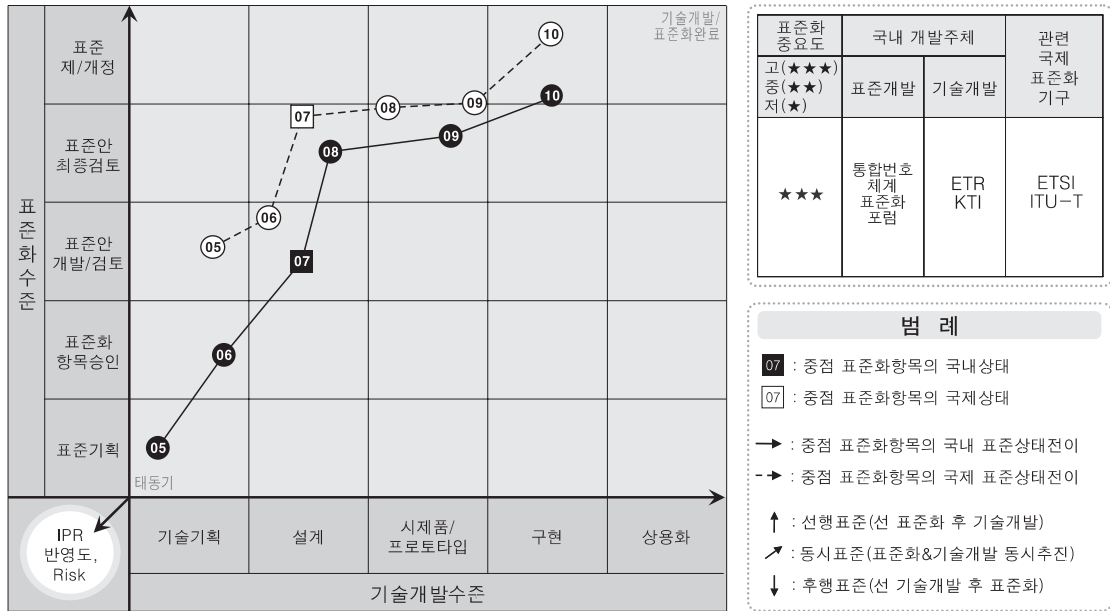 표준화수준
표준
제/개정
표준안
최종검토
표준안
개발/검토
표준화
항목승인
표준기획
기술개발/
표준화완료
10
10
07
08
09
08
09
05
06
07
06
05
태동기
IPR
반영도,
Risk
기술기획
설계
시제품/
프로토타입
구현
상용화
기술개발수준
표준화
중요도
고(★★★)
중(★★)
저(★)
국내 개발주체
표준개발
기술개발
관련
국제
표준화
기구
★★★
통합번호
체계
표준화
포럼
ETR
KTI
ETSI
ITU-T
범 례
07 : 중점 표준화항목의 국내상태
07 : 중점 표준화항목의 국제상태
: 중점 표준화항목의 국내 표준상태전이
: 중점 표준화항목의 국제 표준상태전이
: 선행표준(선 표준화 후 기술개발)
: 동시표준(표준화&기술개발 동시추진)
: 후행표준(선 기술개발 후 표준화)